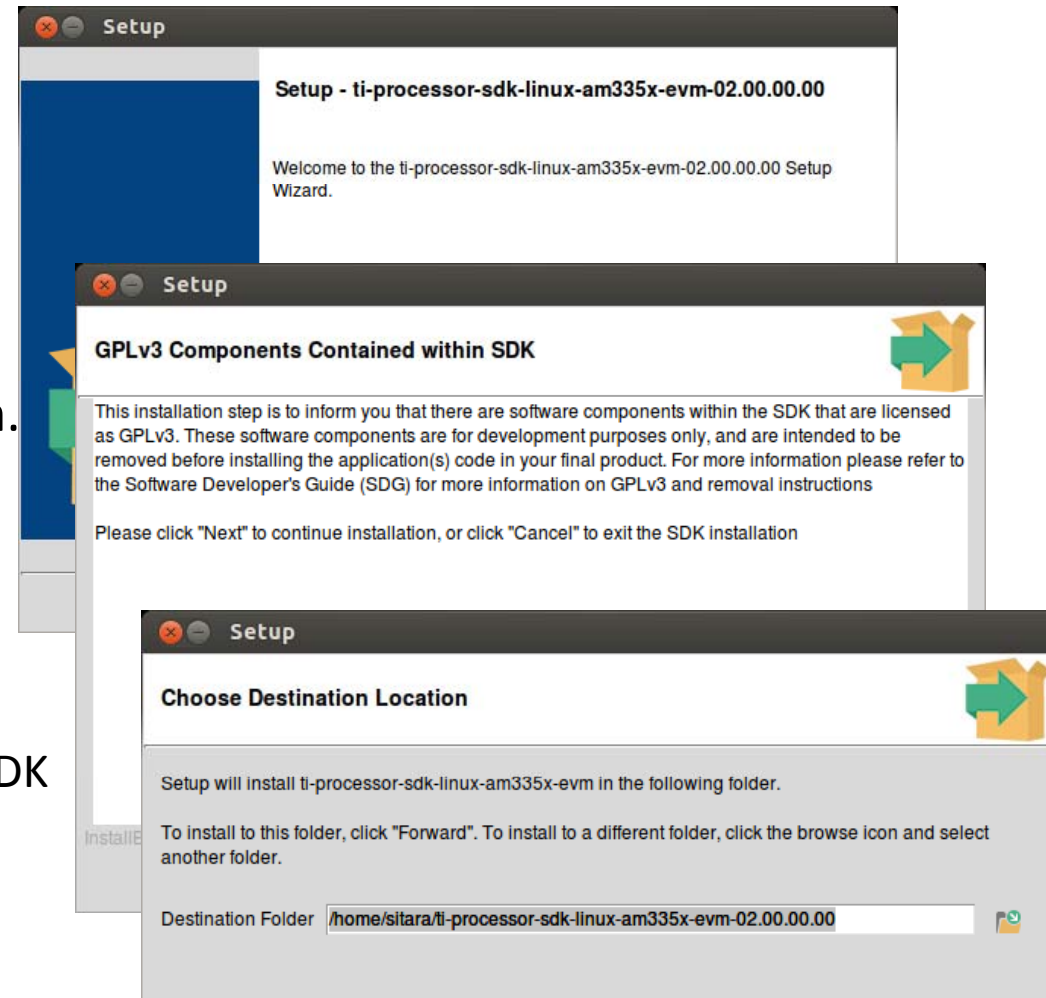 Setup
Setup - ti-processor-sdk-linux-am335x-evm-02.00.00.00
Welcome to the ti-processor-sdk-linux-am335x-evm-02.00.00.00 Setup
Wizard.
Setup
GPLv3 Components Contained within SDK
This installation step is to inform you that there are software components within the SDK that are licensed
as GPLv3. These software components are for development purposes only, and are intended to be
removed before installing the application(s) code in your final product. For more information please refer to
the Software Developer's Guide (SDG) for more information on GPLv3 and removal instructions
Please click "Next" to continue installation, or click "Cancel" to exit the SDK installation
Setup
Choose Destination Location
Setup will install ti-processor-sdk-linux-am335x-evm in the following folder.
To install to this folder, click "Forward". To install to a different folder, click the browse icon and select
another folder.
Destination Folder /home/sitara/ti-processor-sdk-linux-am335x-evm-02.00.00.00